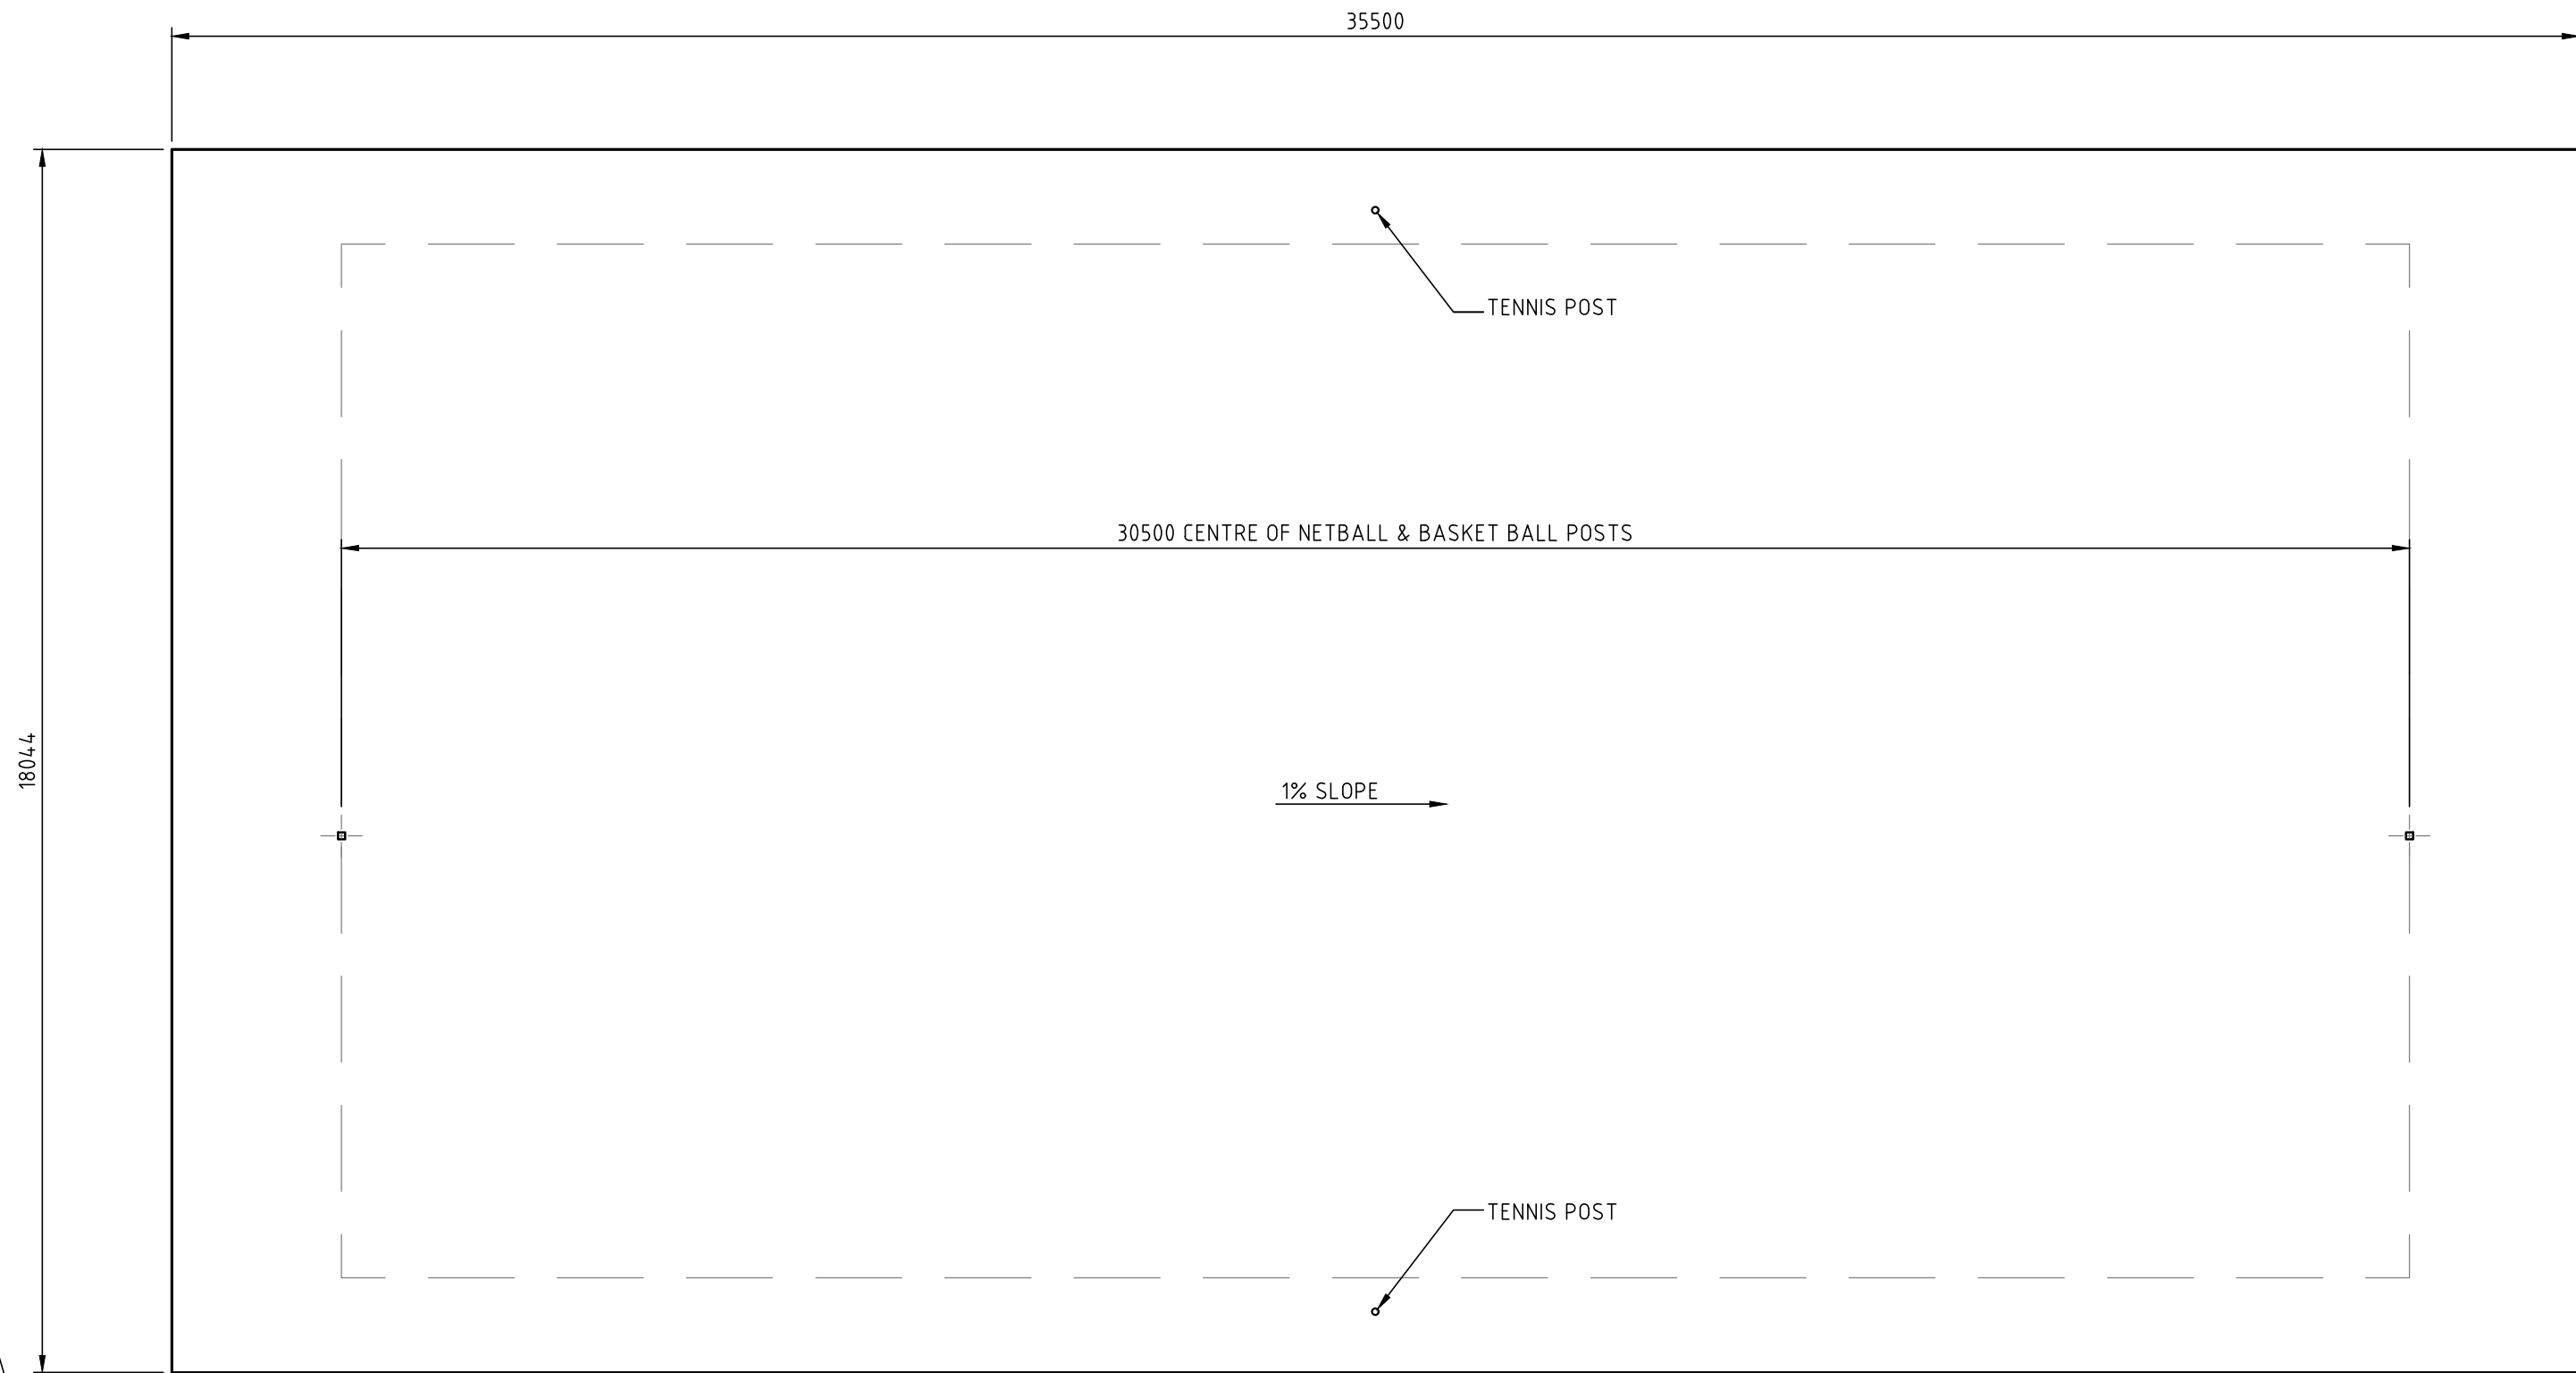 35500
TENNIS POST
30500 CENTRE OF NETBALL & BASKET BALL POSTS
18044
1% SLOPE
TENNIS POST